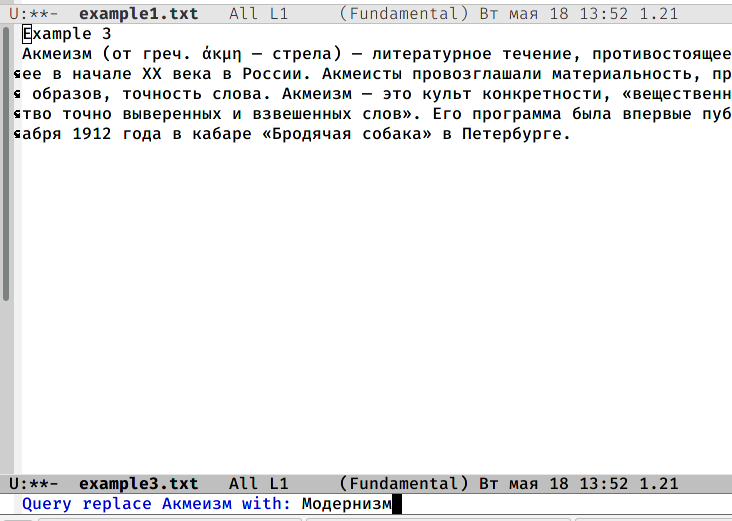 U:**- example1.txt All L1 (Fundamental) Вт мая 18 13:52 1.21
Example 3
Акмеизм (от греч. άκμη — стрела) — литературное течение, противостоящее
ее в начале XX века в России. Акмеисты провозглашали материальность, пр
образов, точность слова. Акмеизм — это культ конкретности, «вещественн
тво точно выверенных и взвешенных слов». Его программа была впервые пуб
абря 1912 года в кабаре «Бродячая собака» в Петербурге.
U:**- example3.txt All L1 (Fundamental) Вт мая 18 13:52 1.21
Query replace Акмеизм with: Модернизм